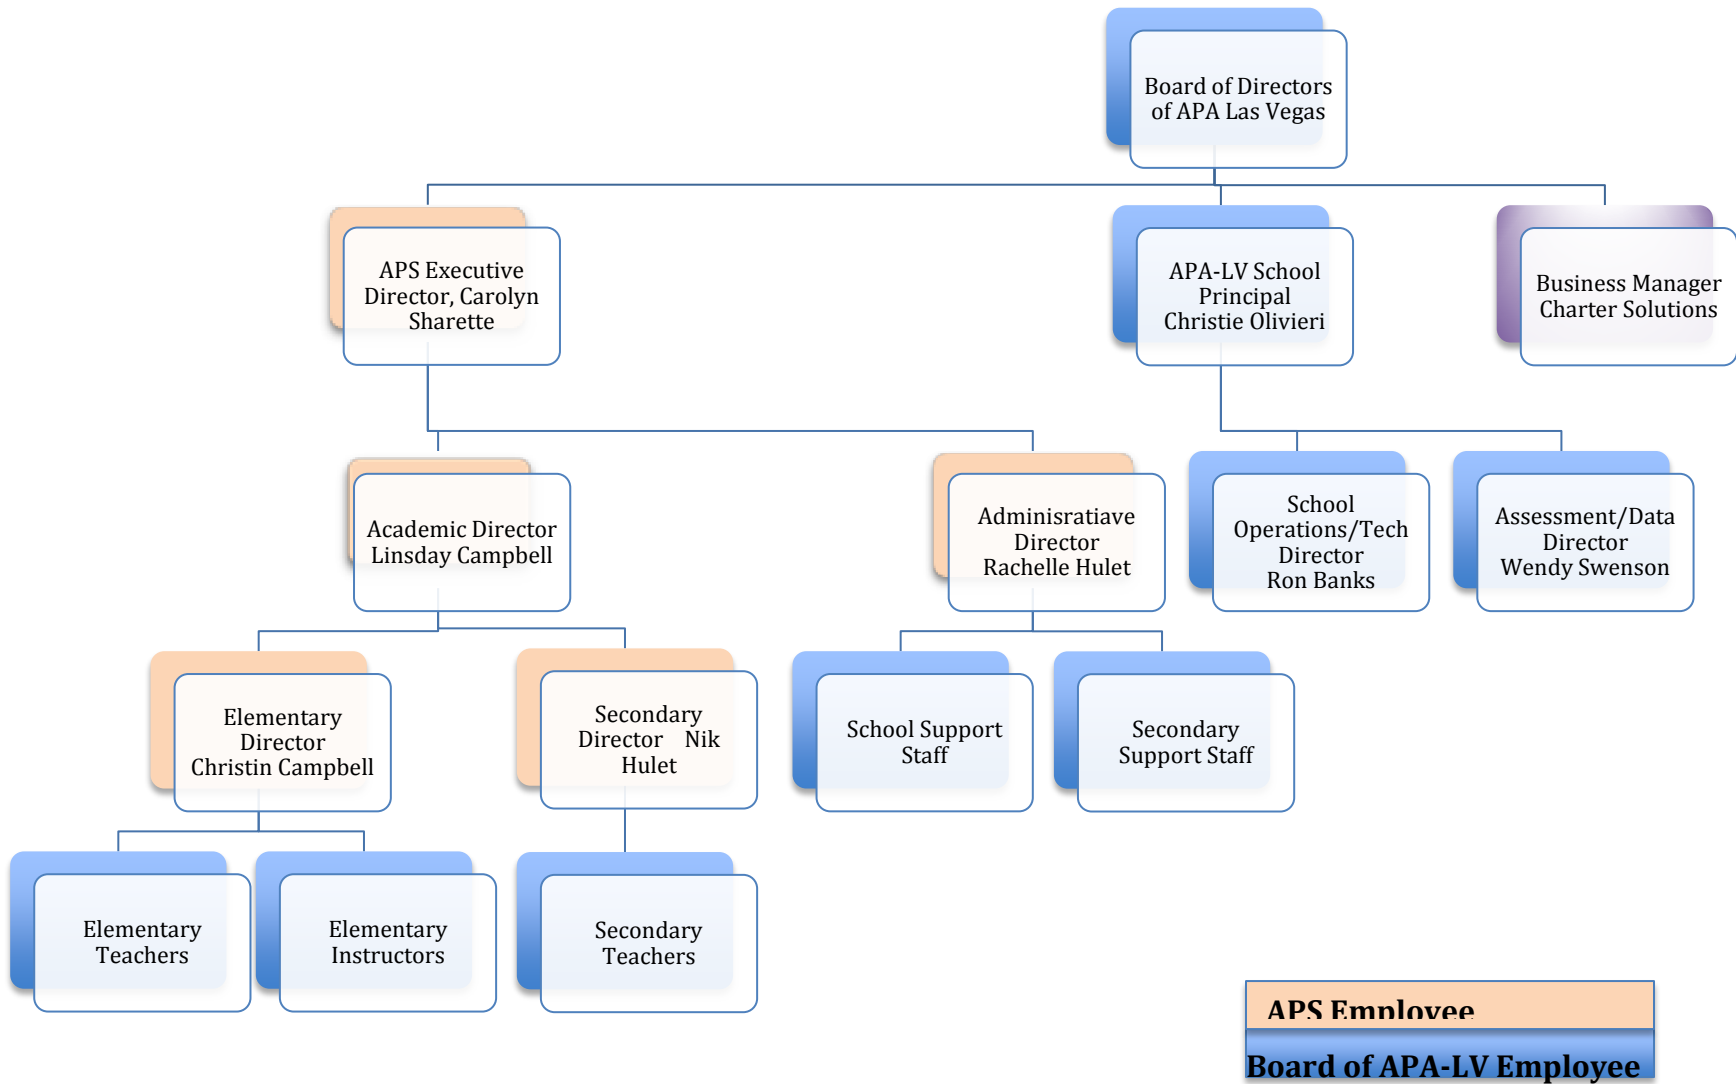 Board of Directors
of APA Las Vegas
APS Executive
Director, Carolyn
Sharette
APA-LV School
Principal
Christie Olivieri
Business Manager
Charter Solutions
Academic Director
Linsday Campbell
Adminisratiave
Director
Rachelle Hulet
School
Operations/Tech
Director
Ron Banks
Assessment/Data
Director
Wendy Swenson
Elementary
Director
Christin Campbell
Secondary
Director Nik
Hulet
School Support
Staff
Secondary
Support Staff
Elementary
Teachers
Elementary
Instructors
Secondary
Teachers
APS Employee
Board of APA-LV Employee